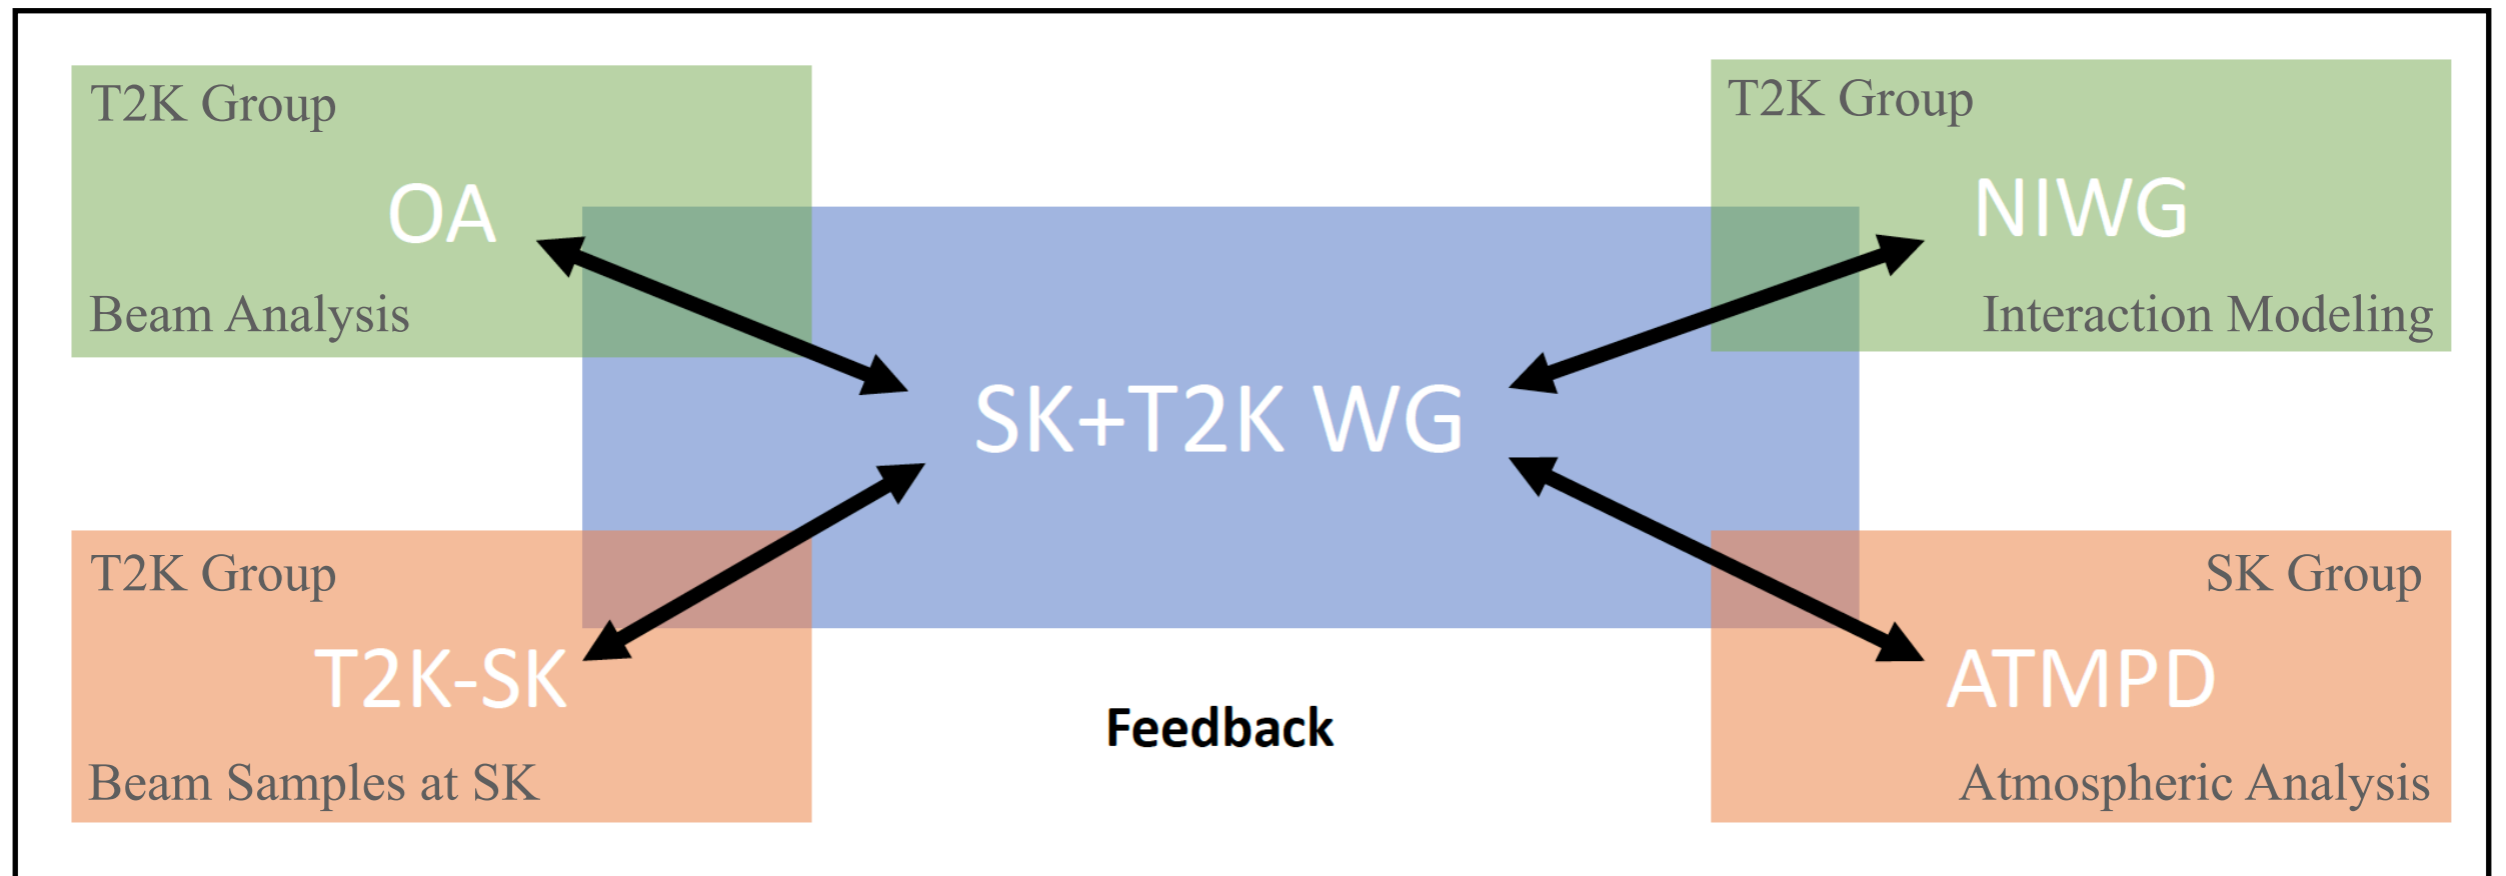 T2K Group
OA
Beam Analysis
T2K Group
NIWG
Interaction Modeling
SK+T2K WG
T2K Group
T2K-SK
Beam Samples at SK
Feedback
SK Group
ATMPD
Atmospheric Analysis